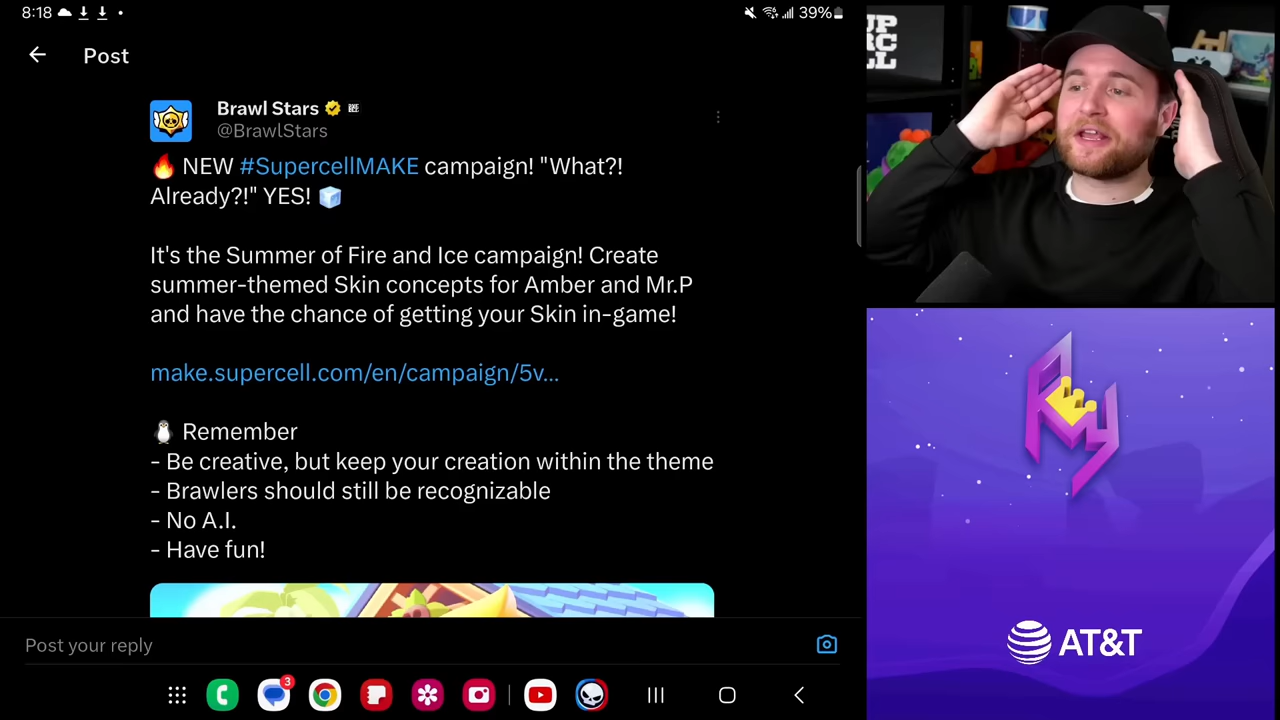 8:18
39%
Post
Brawl Stars
@BrawlStars
🔥 NEW #SupercellMAKE campaign! "What?!
Already?!" YES! 🧊
It's the Summer of Fire and Ice campaign! Create
summer-themed Skin concepts for Amber and Mr.P
and have the chance of getting your Skin in-game!
make.supercell.com/en/campaign/5v...
🐧 Remember
- Be creative, but keep your creation within the theme
- Brawlers should still be recognizable
- No A.I.
- Have fun!
Post your reply
3
AT&T